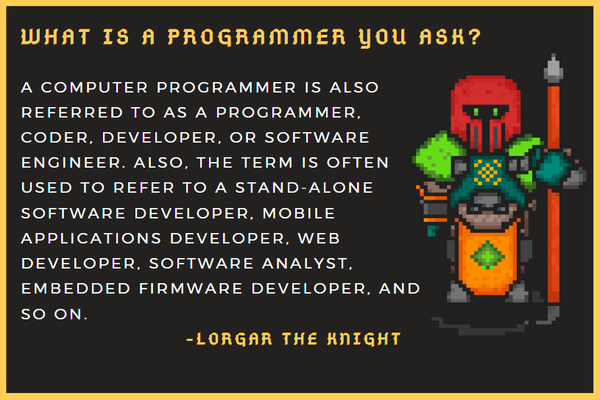 WHAT IS A PROGRAMMER YOU ASK?
A COMPUTER PROGRAMMER IS ALSO
REFERRED TO AS A PROGRAMMER,
CODER, DEVELOPER, OR SOFTWARE
ENGINEER. ALSO, THE TERM IS OFTEN
USED TO REFER TO A STAND-ALONE
SOFTWARE DEVELOPER, MOBILE
APPLICATIONS DEVELOPER, WEB
DEVELOPER, SOFTWARE ANALYST,
EMBEDDED FIRMWARE DEVELOPER, AND
SO ON.
-LORGAR THE KNIGHT